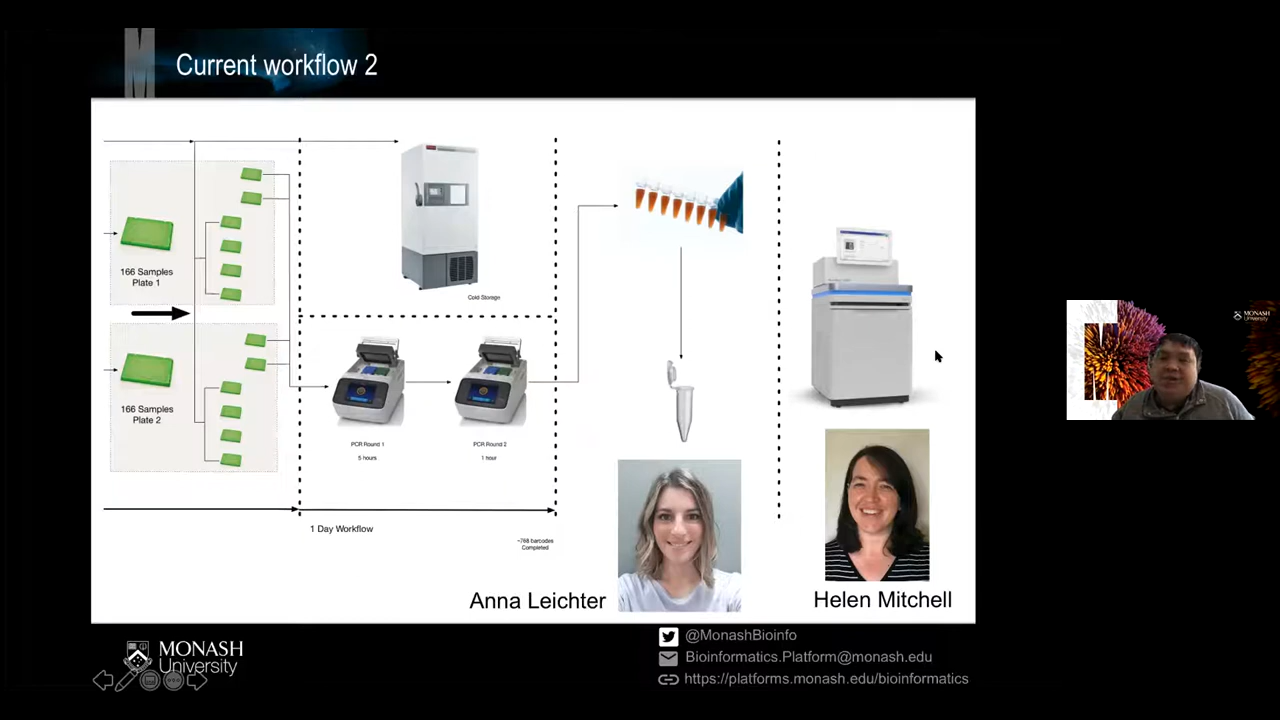 Current workflow 2
166 Samples
Plate 1
166 Samples
Plate 2
Cold Storage
PCR Round 1
5 hours
PCR Round 2
1 hour
1 Day Workflow
~768 barcodes
Completed
Anna Leichter
Helen Mitchell
MONASH
University
@MonashBioinfo
Bioinformatics.Platform@monash.edu
https://platforms.monash.edu/bioinformatics
MONASH
University